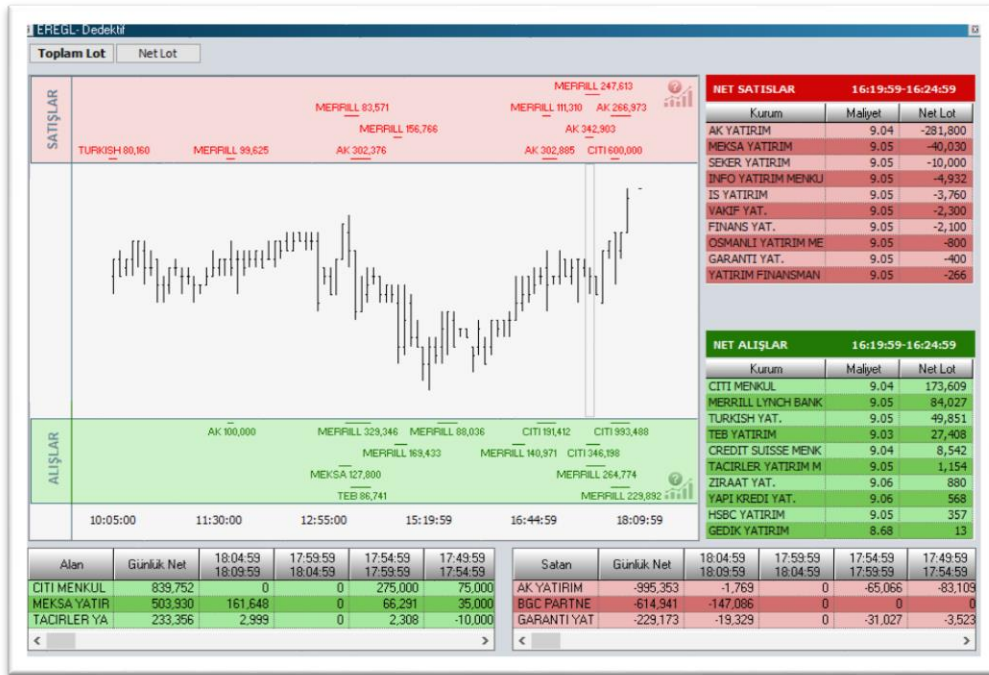 EREGL- Dedektif
Toplam Lot Net Lot
SATIŞLAR
MERRILL 247,613
MERRILL 83,571 MERRILL 111,310 AK 266,973
MERRILL 156,766 AK 342,903
TURKISH 80,160 MERRILL 99,625 AK 302,376 AK 302,885 CITI 600,000
ALIŞLAR
AK 100,000 MERRILL 329,346 MERRILL 88,036 CITI 191,412 CITI 993,488
MERRILL 169,433 MERRILL 140,971 CITI 346,198
MEKSA 127,800 MERRILL 264,774
TEB 86,741 MERRILL 229,892
10:05:00 11:30:00 12:55:00 15:19:59 16:44:59 18:09:59
NET SATISLAR 16:19:59-16:24:59
Kurum Maliyet Net Lot
AK YATIRIM 9.04 -281,800
MEKSA YATIRIM 9.05 -40,030
SEKER YATIRIM 9.05 -10,000
INFO YATIRIM MENKU 9.05 -4,932
IS YATIRIM 9.05 -3,760
VAKIF YAT. 9.05 -2,300
FINANS YAT. 9.05 -2,100
OSMANLI YATIRIM ME 9.05 -800
GARANTI YAT. 9.05 -400
YATIRIM FINANSMAN 9.05 -266
NET ALIŞLAR 16:19:59-16:24:59
Kurum Maliyet Net Lot
CITI MENKUL 9.04 173,609
MERRILL LYNCH BANK 9.05 84,027
TURKISH YAT. 9.05 49,851
TEB YATIRIM 9.03 27,408
CREDIT SUISSE MENK 9.04 8,542
TACIRLER YATIRIM M 9.05 1,154
ZIRAAT YAT. 9.06 880
YAPI KREDI YAT. 9.06 568
HSBC YATIRIM 9.05 357
GEDIK YATIRIM 8.68 13
Alan Günlük Net 18:04:59 17:59:59 17:54:59 17:49:59
18:09:59 18:04:59 17:59:59 17:54:59
CITI MENKUL 839,752 0 0 275,000 75,000
MEKSA YATIR 503,930 161,648 0 66,291 35,000
TACIRLER YA 233,356 2,999 0 2,308 -10,000
Satan Günlük Net 18:04:59 17:59:59 17:54:59 17:49:59
18:09:59 18:04:59 17:59:59 17:54:59
AK YATIRIM -995,353 -1,769 0 -65,066 -83,109
BGC PARTNE -614,941 -147,086 0 0 0
GARANTI YAT -229,173 -19,329 0 -31,027 -3,523